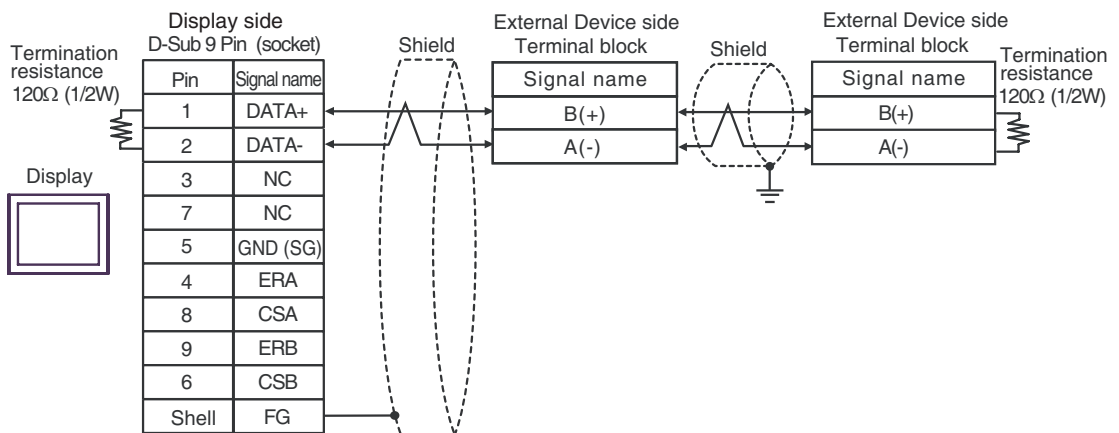 Display side
D-Sub 9 Pin (socket)
Termination
resistance
120Ω (1/2W)
Display
Pin Signal name
1 DATA+
2 DATA-
3 NC
7 NC
5 GND (SG)
4 ERA
8 CSA
9 ERB
6 CSB
Shell FG
Shield
External Device side
Terminal block
Signal name
B(+)
A(-)
Shield
External Device side
Terminal block
Signal name
B(+)
A(-)
Termination
resistance
120Ω (1/2W)